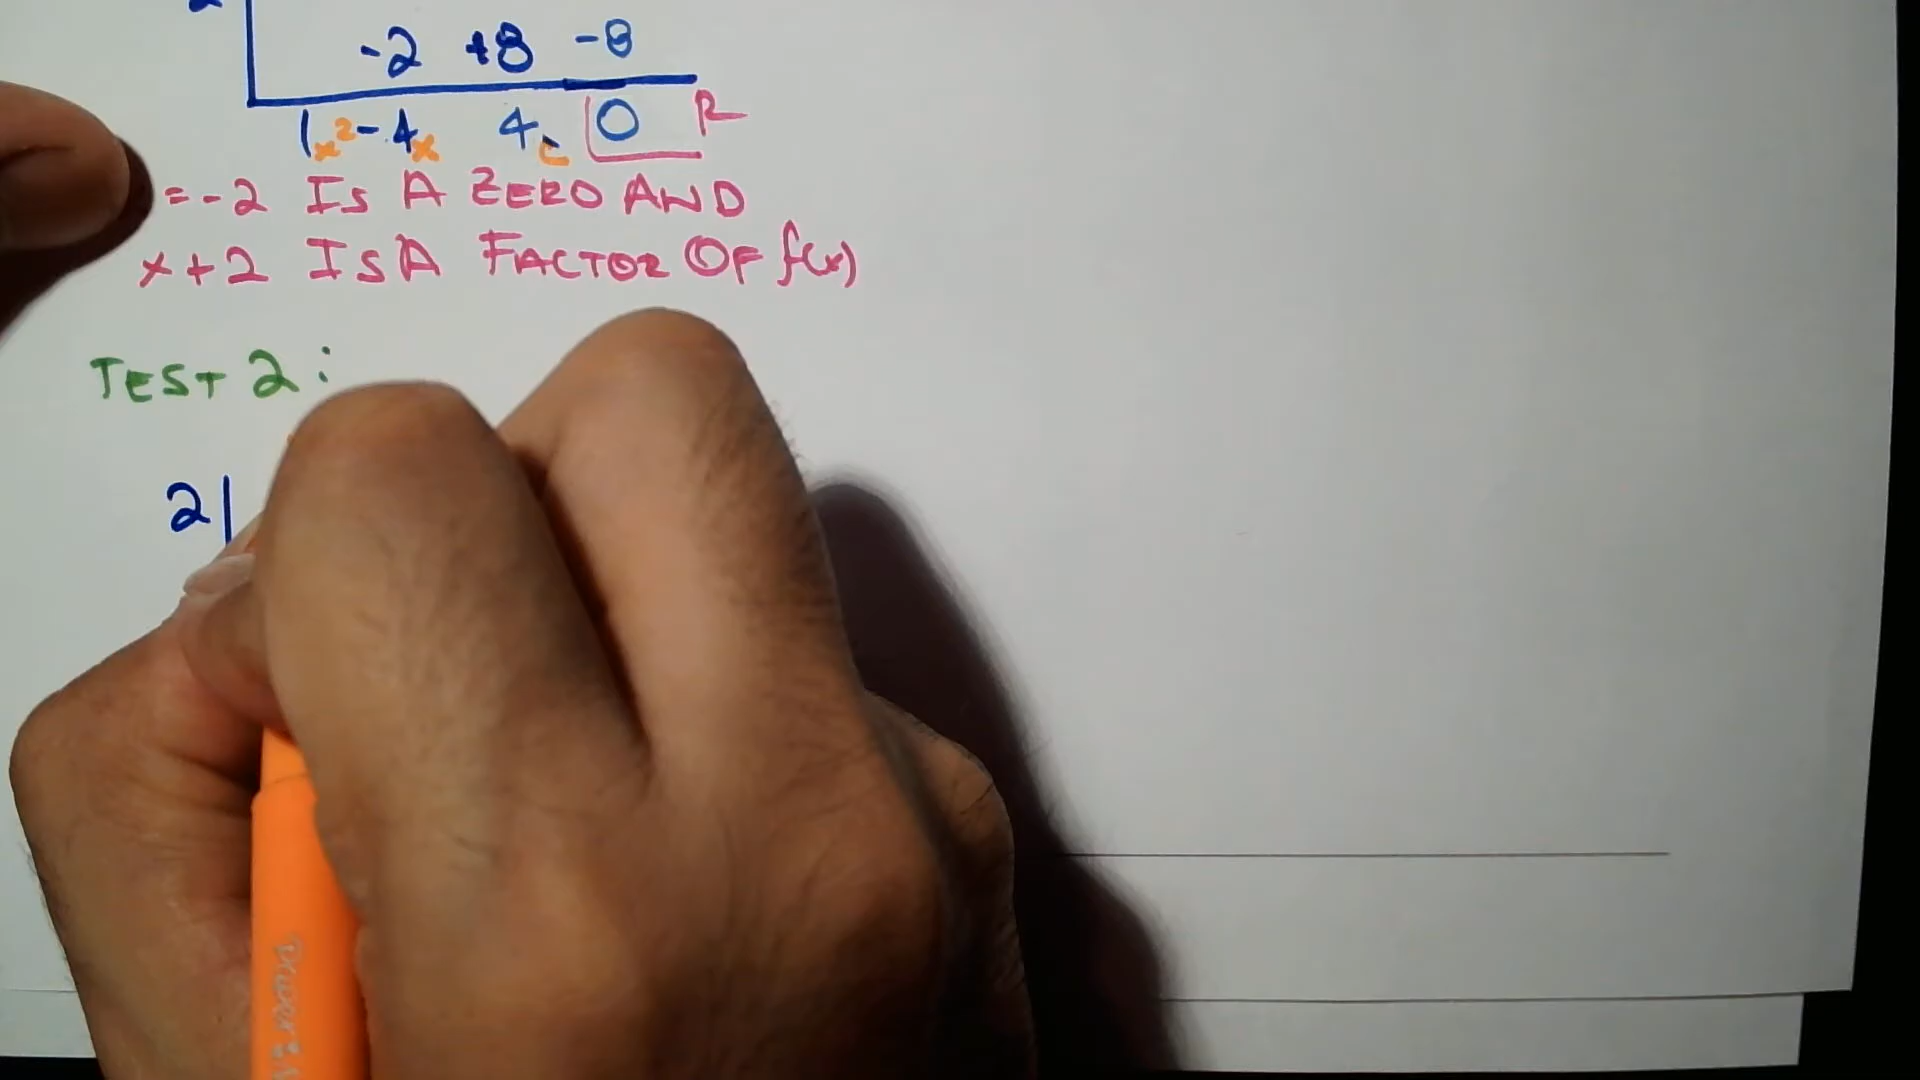 -2 +8 -8
1x² -4x 4c 0 R
=-2 IS A ZERO AND
x+2 IS A FACTOR OF f(x)
TEST 2:
2|